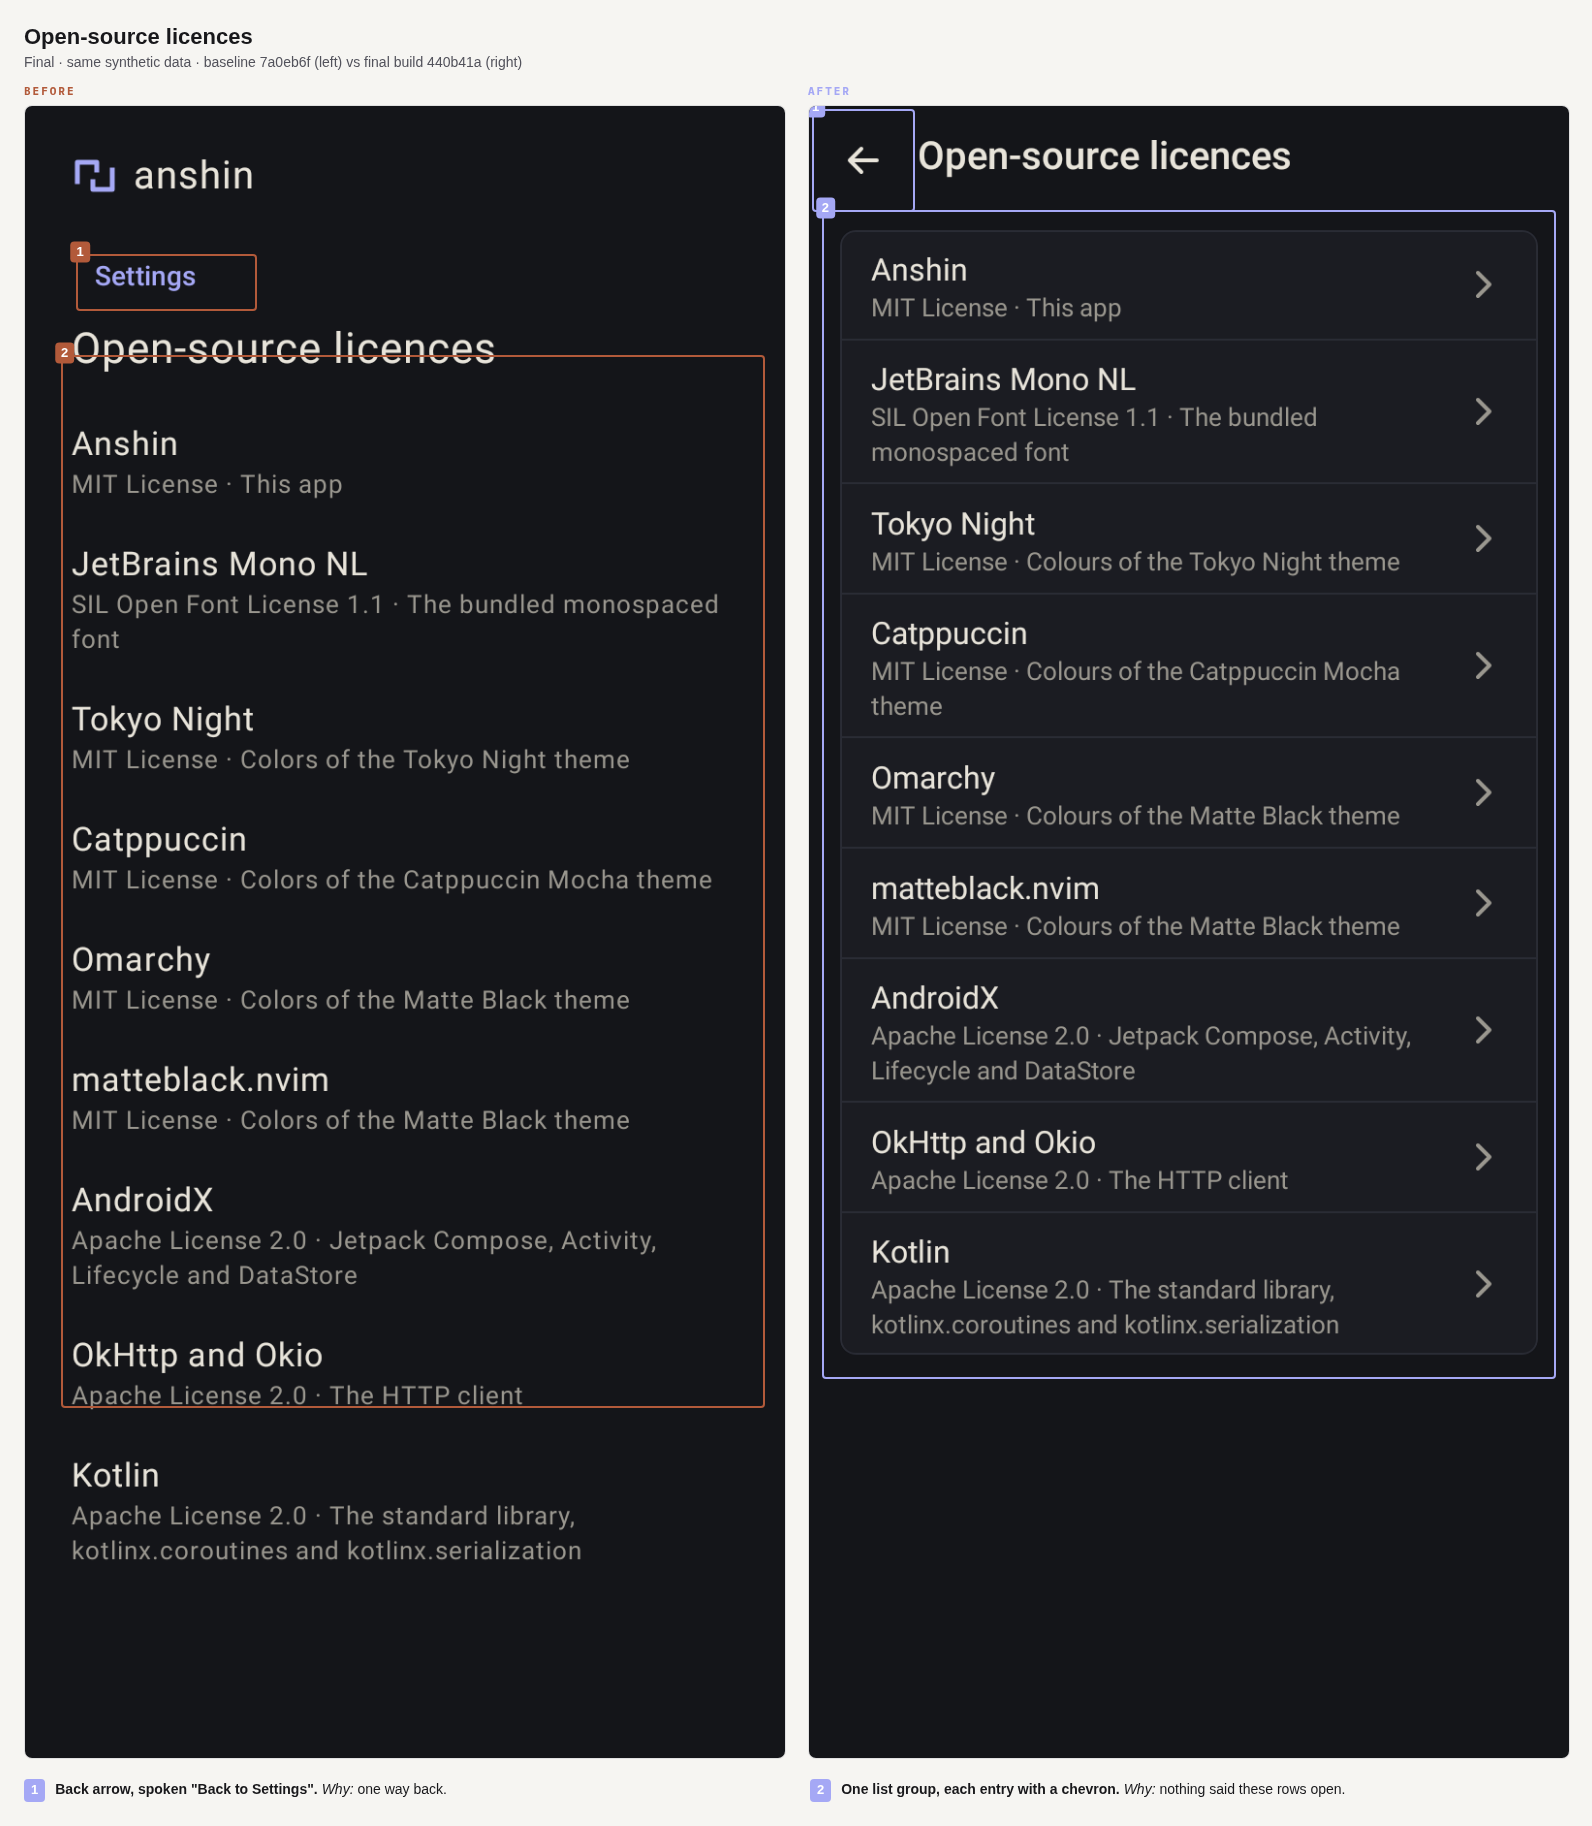 Open-source licences
Final · same synthetic data · baseline 7a0eb6f (left) vs final build 440b41a (right)
BEFORE
anshin
1
Settings
2
Open-source licences
Anshin
MIT License · This app
JetBrains Mono NL
SIL Open Font License 1.1 · The bundled monospaced
font
Tokyo Night
MIT License · Colors of the Tokyo Night theme
Catppuccin
MIT License · Colors of the Catppuccin Mocha theme
Omarchy
MIT License · Colors of the Matte Black theme
matteblack.nvim
MIT License · Colors of the Matte Black theme
AndroidX
Apache License 2.0 · Jetpack Compose, Activity,
Lifecycle and DataStore
OkHttp and Okio
Apache License 2.0 · The HTTP client
Kotlin
Apache License 2.0 · The standard library,
kotlinx.coroutines and kotlinx.serialization
AFTER
1
Open-source licences
2
Anshin
MIT License · This app
JetBrains Mono NL
SIL Open Font License 1.1 · The bundled
monospaced font
Tokyo Night
MIT License · Colours of the Tokyo Night theme
Catppuccin
MIT License · Colours of the Catppuccin Mocha
theme
Omarchy
MIT License · Colours of the Matte Black theme
matteblack.nvim
MIT License · Colours of the Matte Black theme
AndroidX
Apache License 2.0 · Jetpack Compose, Activity,
Lifecycle and DataStore
OkHttp and Okio
Apache License 2.0 · The HTTP client
Kotlin
Apache License 2.0 · The standard library,
kotlinx.coroutines and kotlinx.serialization
1 Back arrow, spoken "Back to Settings". Why: one way back.
2 One list group, each entry with a chevron. Why: nothing said these rows open.